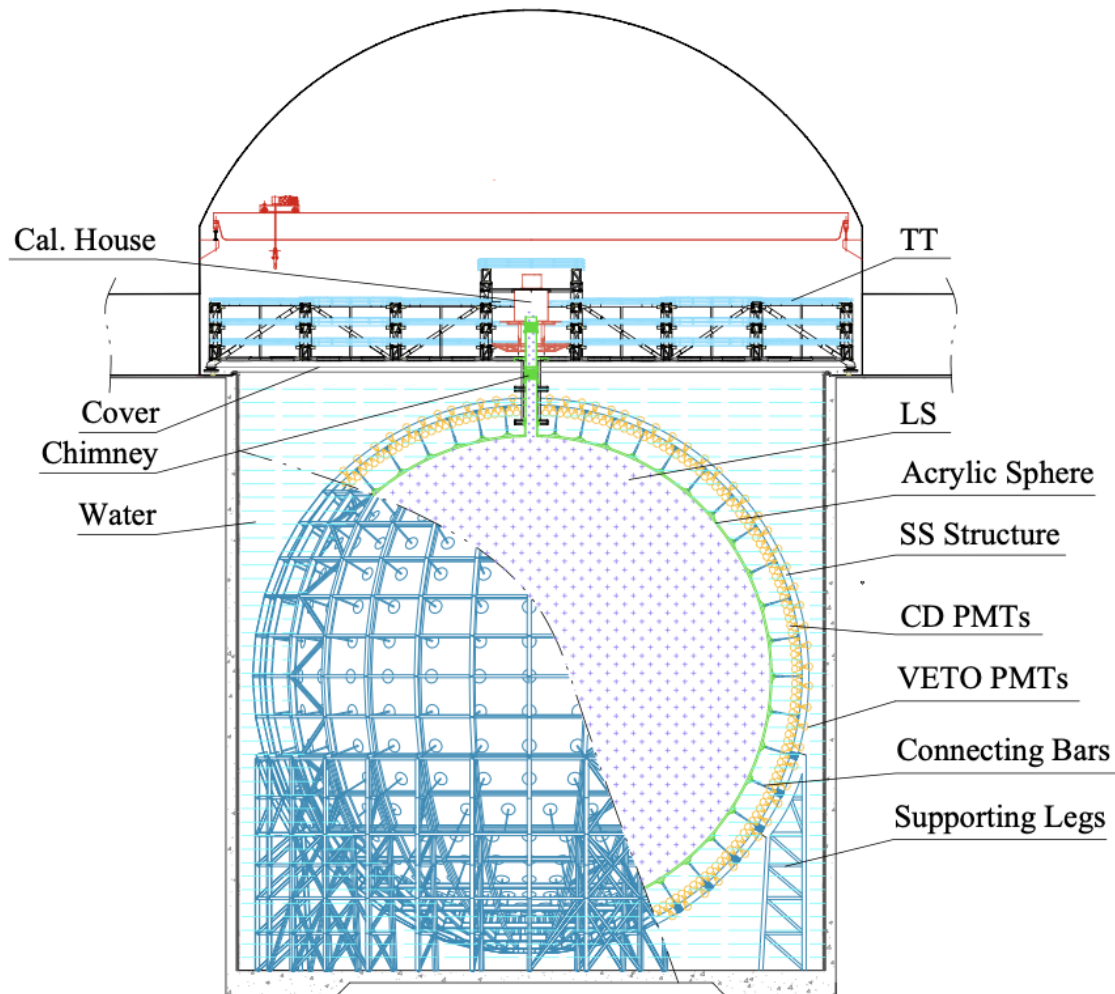 Cal. House
TT
Cover
Chimney
Water
LS
Acrylic Sphere
SS Structure
CD PMTs
VETO PMTs
Connecting Bars
Supporting Legs